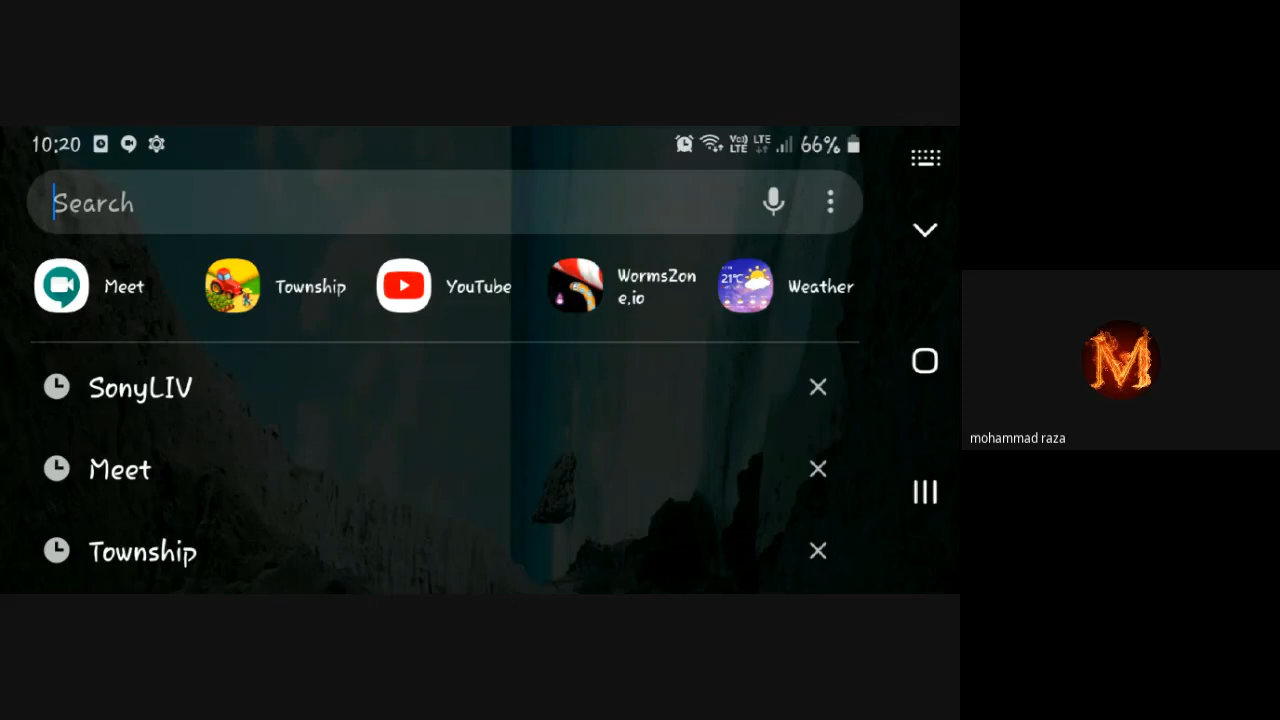 10:20 66%
Search
Meet Township YouTube WormsZon Weather
e.io
SonyLIV
Meet
Township
mohammad raza